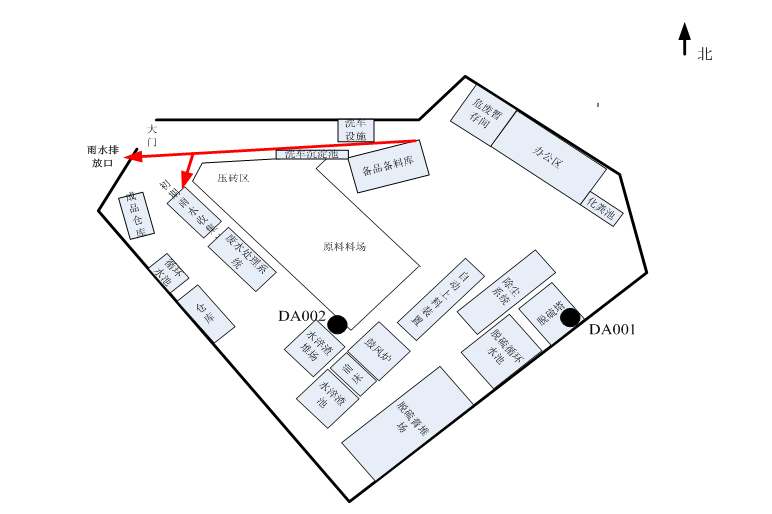 北
危废暂
存间
办公区
化粪池
洗车
设施
大
门
雨水排
放口
洗车沉淀池
备品备料库
压砖区
初期
雨水收集
成品仓库
废水处理系
统
原料料场
循环
水池
仓库
自动上
料装置
除尘
系统
脱硫塔
DA001
DA002
水淬渣
堆场
鼓风炉
前床
水淬渣
池
脱硫循环
水池
脱硫膏堆
场